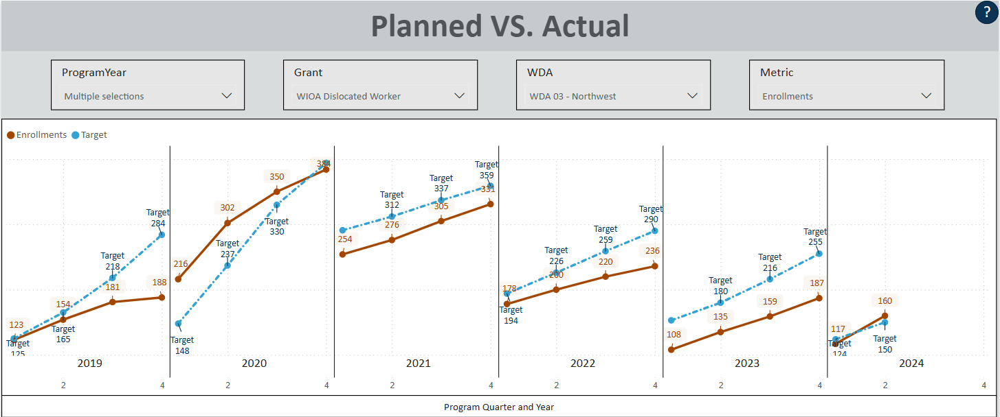 Planned VS. Actual
?
ProgramYear
Multiple selections
Grant
WIOA Dislocated Worker
WDA
WDA 03 - Northwest
Metric
Enrollments
Enrollments Target
123
Target
125
154
Target
165
181
Target
218
188
Target
284
2019
216
Target
148
302
Target
237
350
Target
330
384
2020
254
276
Target
312
305
Target
337
331
Target
359
2021
178
Target
194
200
Target
226
220
Target
259
236
Target
290
2022
108
135
Target
180
159
Target
216
187
Target
255
2023
117
Target
124
160
Target
150
2024
2 4 2 4 2 4 2 4 2 4 2 4
Program Quarter and Year